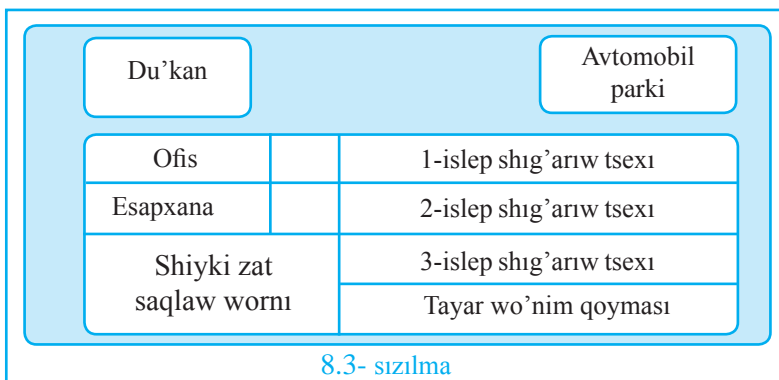 Du’kan
Avtomobil
parki
Ofis
1-islep shıg’arıw tsexı
Esapxana
2-islep shıg’arıw tsexı
Shiyki zat
saqlaw wornı
3-islep shıg’arıw tsexı
Tayar wo’nim qoyması
8.3- sızılma